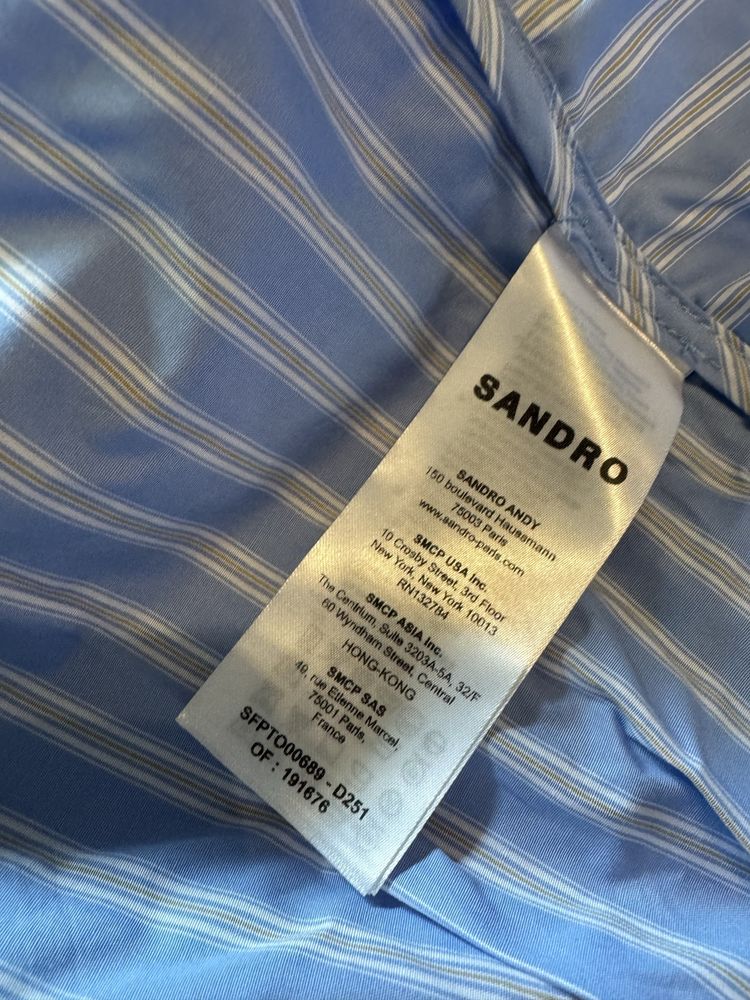 SANDRO
SANDRO ANDY
150 boulevard Haussmann
75003 Paris
www.sandro-paris.com
SMCP USA Inc.
10 Crosby Street, 3rd Floor
New York, New York 10013
RN132784
SMCP ASIA Inc.
The Centrium, Suite 3203A-5A, 32/F
60 Wyndham Street, Central
HONG-KONG
SMCP SAS
49, rue Etienne Marcel,
75001 Paris,
France
SFPTO00689 - D251
OF : 191676